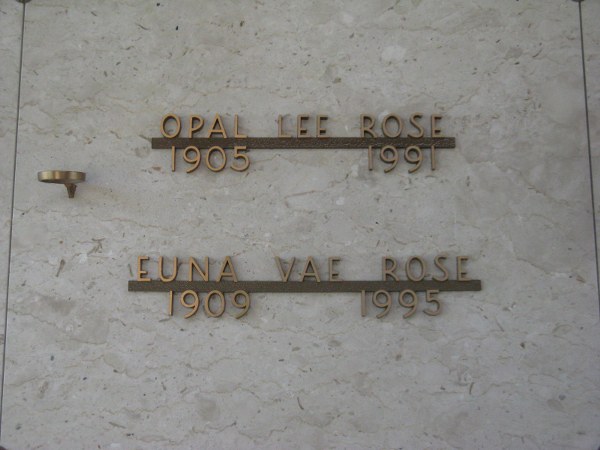 OPAL LEE ROSE
1905 1991
EUNA VAE ROSE
1909 1995